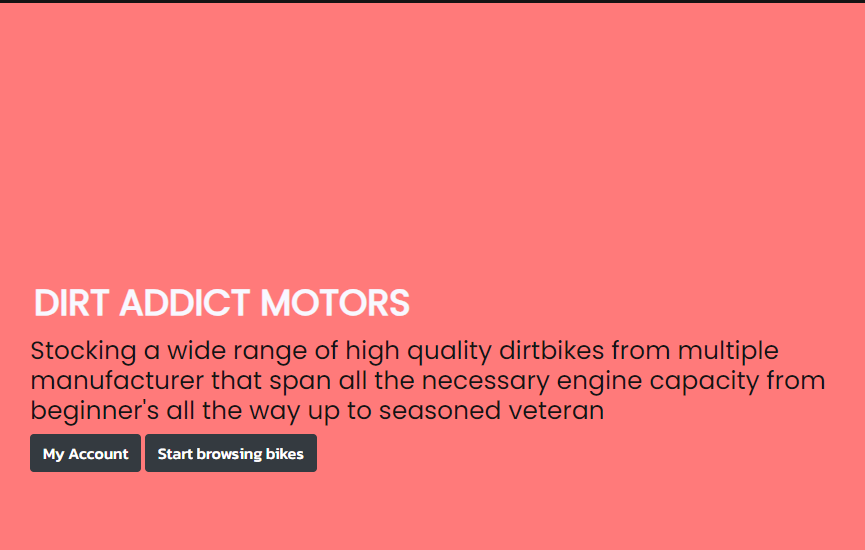 DIRT ADDICT MOTORS
Stocking a wide range of high quality dirtbikes from multiple
manufacturer that span all the necessary engine capacity from
beginner's all the way up to seasoned veteran
My Account Start browsing bikes